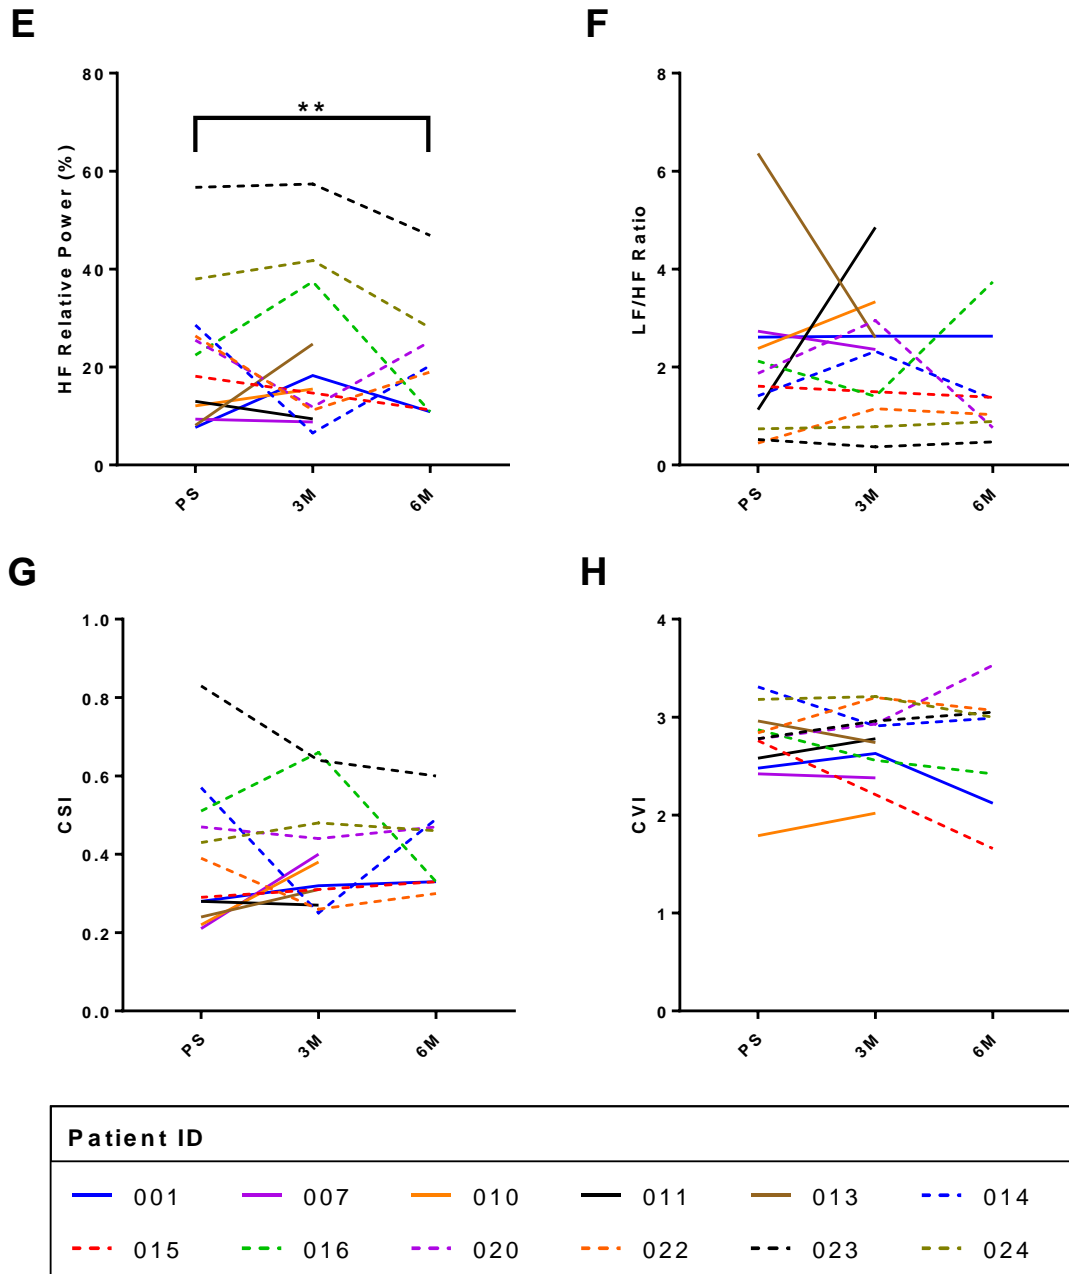 E
HF Relative Power (%)
80
60
40
20
0
**
PS
3M
6M
F
LF/HF Ratio
8
6
4
2
0
PS
3M
6M
G
CSI
1.0
0.8
0.6
0.4
0.2
0.0
PS
3M
6M
H
CVI
4
3
2
1
0
PS
3M
6M
Patient ID
001 007 010 011 013 014
015 016 020 022 023 024